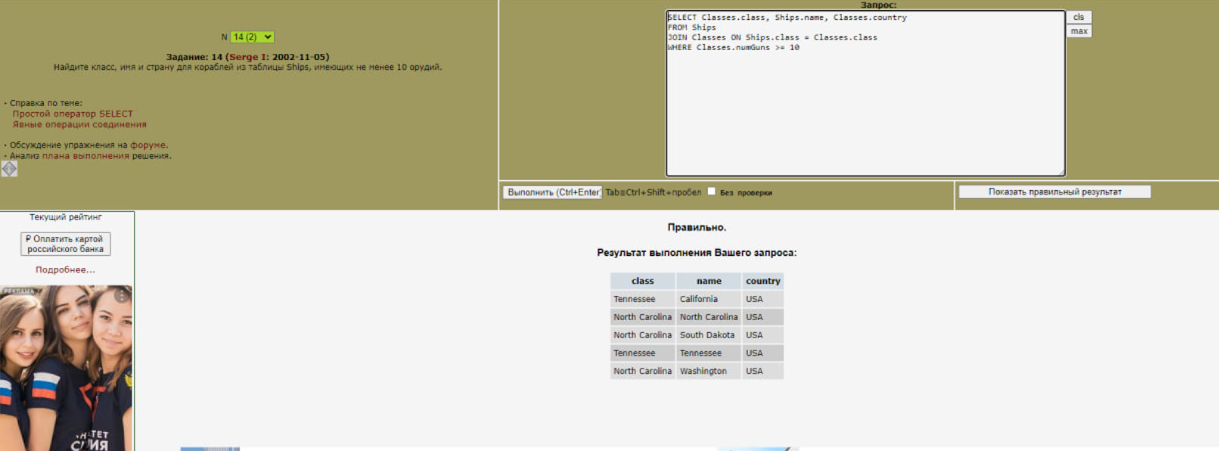 N 14 (2)
Задание: 14 (Serge I: 2002-11-05)
Найдите класс, имя и страну для кораблей из таблицы Ships, имеющих не менее 10 орудий.
- Справка по теме:
Простой оператор SELECT
Явные операции соединения
- Обсуждение упражнения на форуме.
- Анализ плана выполнения решения.
Запрос:
SELECT Classes.class, Ships.name, Classes.country
FROM Ships
JOIN Classes ON Ships.class = Classes.class
WHERE Classes.numGuns >= 10
cls
max
Выполнить (Ctrl+Enter) Tab≡Ctrl+Shift+пробел Без проверки
Показать правильный результат
Текущий рейтинг
₽ Оплатить картой
российского банка
Подробнее...
РЕКЛАМА
Правильно.
Результат выполнения Вашего запроса:
class name country
Tennessee California USA
North Carolina North Carolina USA
North Carolina South Dakota USA
Tennessee Tennessee USA
North Carolina Washington USA